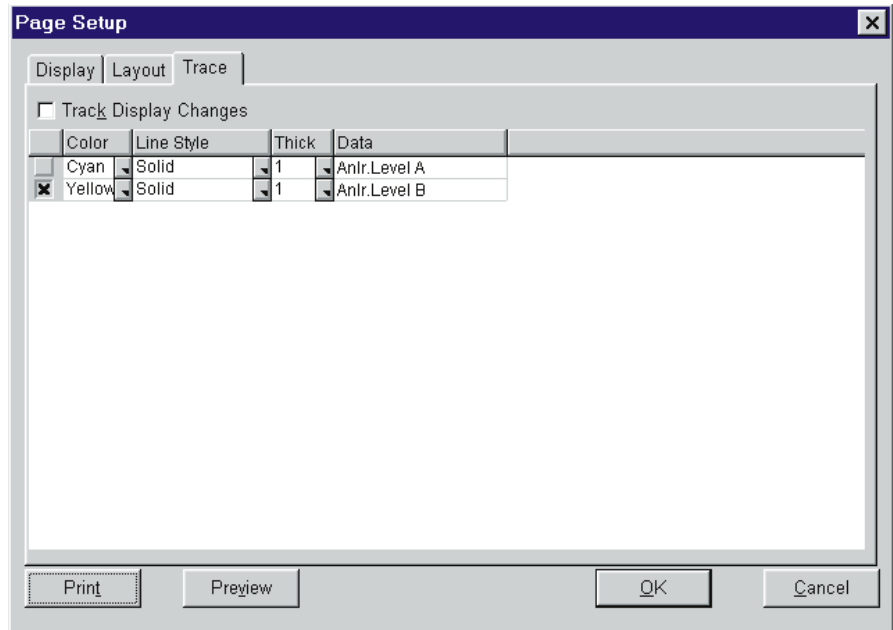 Page Setup
Display Layout Trace
Track Display Changes
Color Line Style Thick Data
Cyan Solid 1 Anlr.Level A
Yellow Solid 1 Anlr.Level B
Print Preview OK Cancel